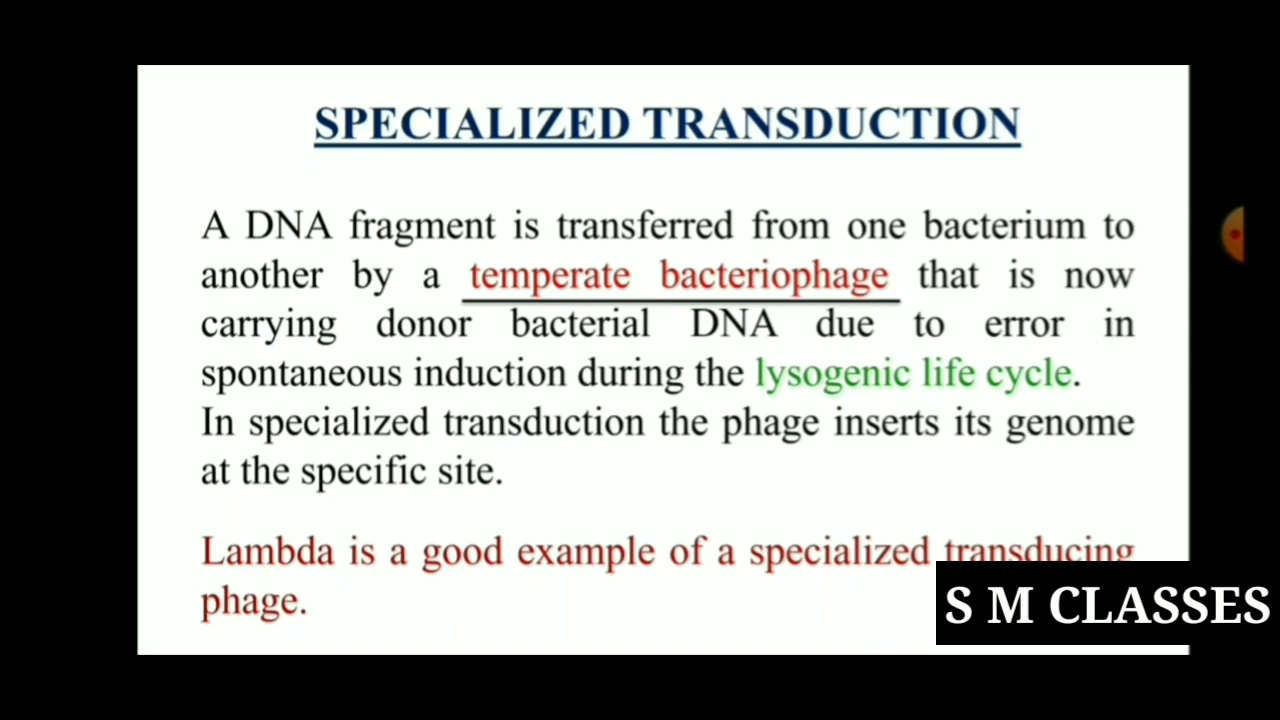 SPECIALIZED TRANSDUCTION
A DNA fragment is transferred from one bacterium to
another by a temperate bacteriophage that is now
carrying donor bacterial DNA due to error in
spontaneous induction during the lysogenic life cycle.
In specialized transduction the phage inserts its genome
at the specific site.
Lambda is a good example of a specialized transducing
phage.
S M CLASSES